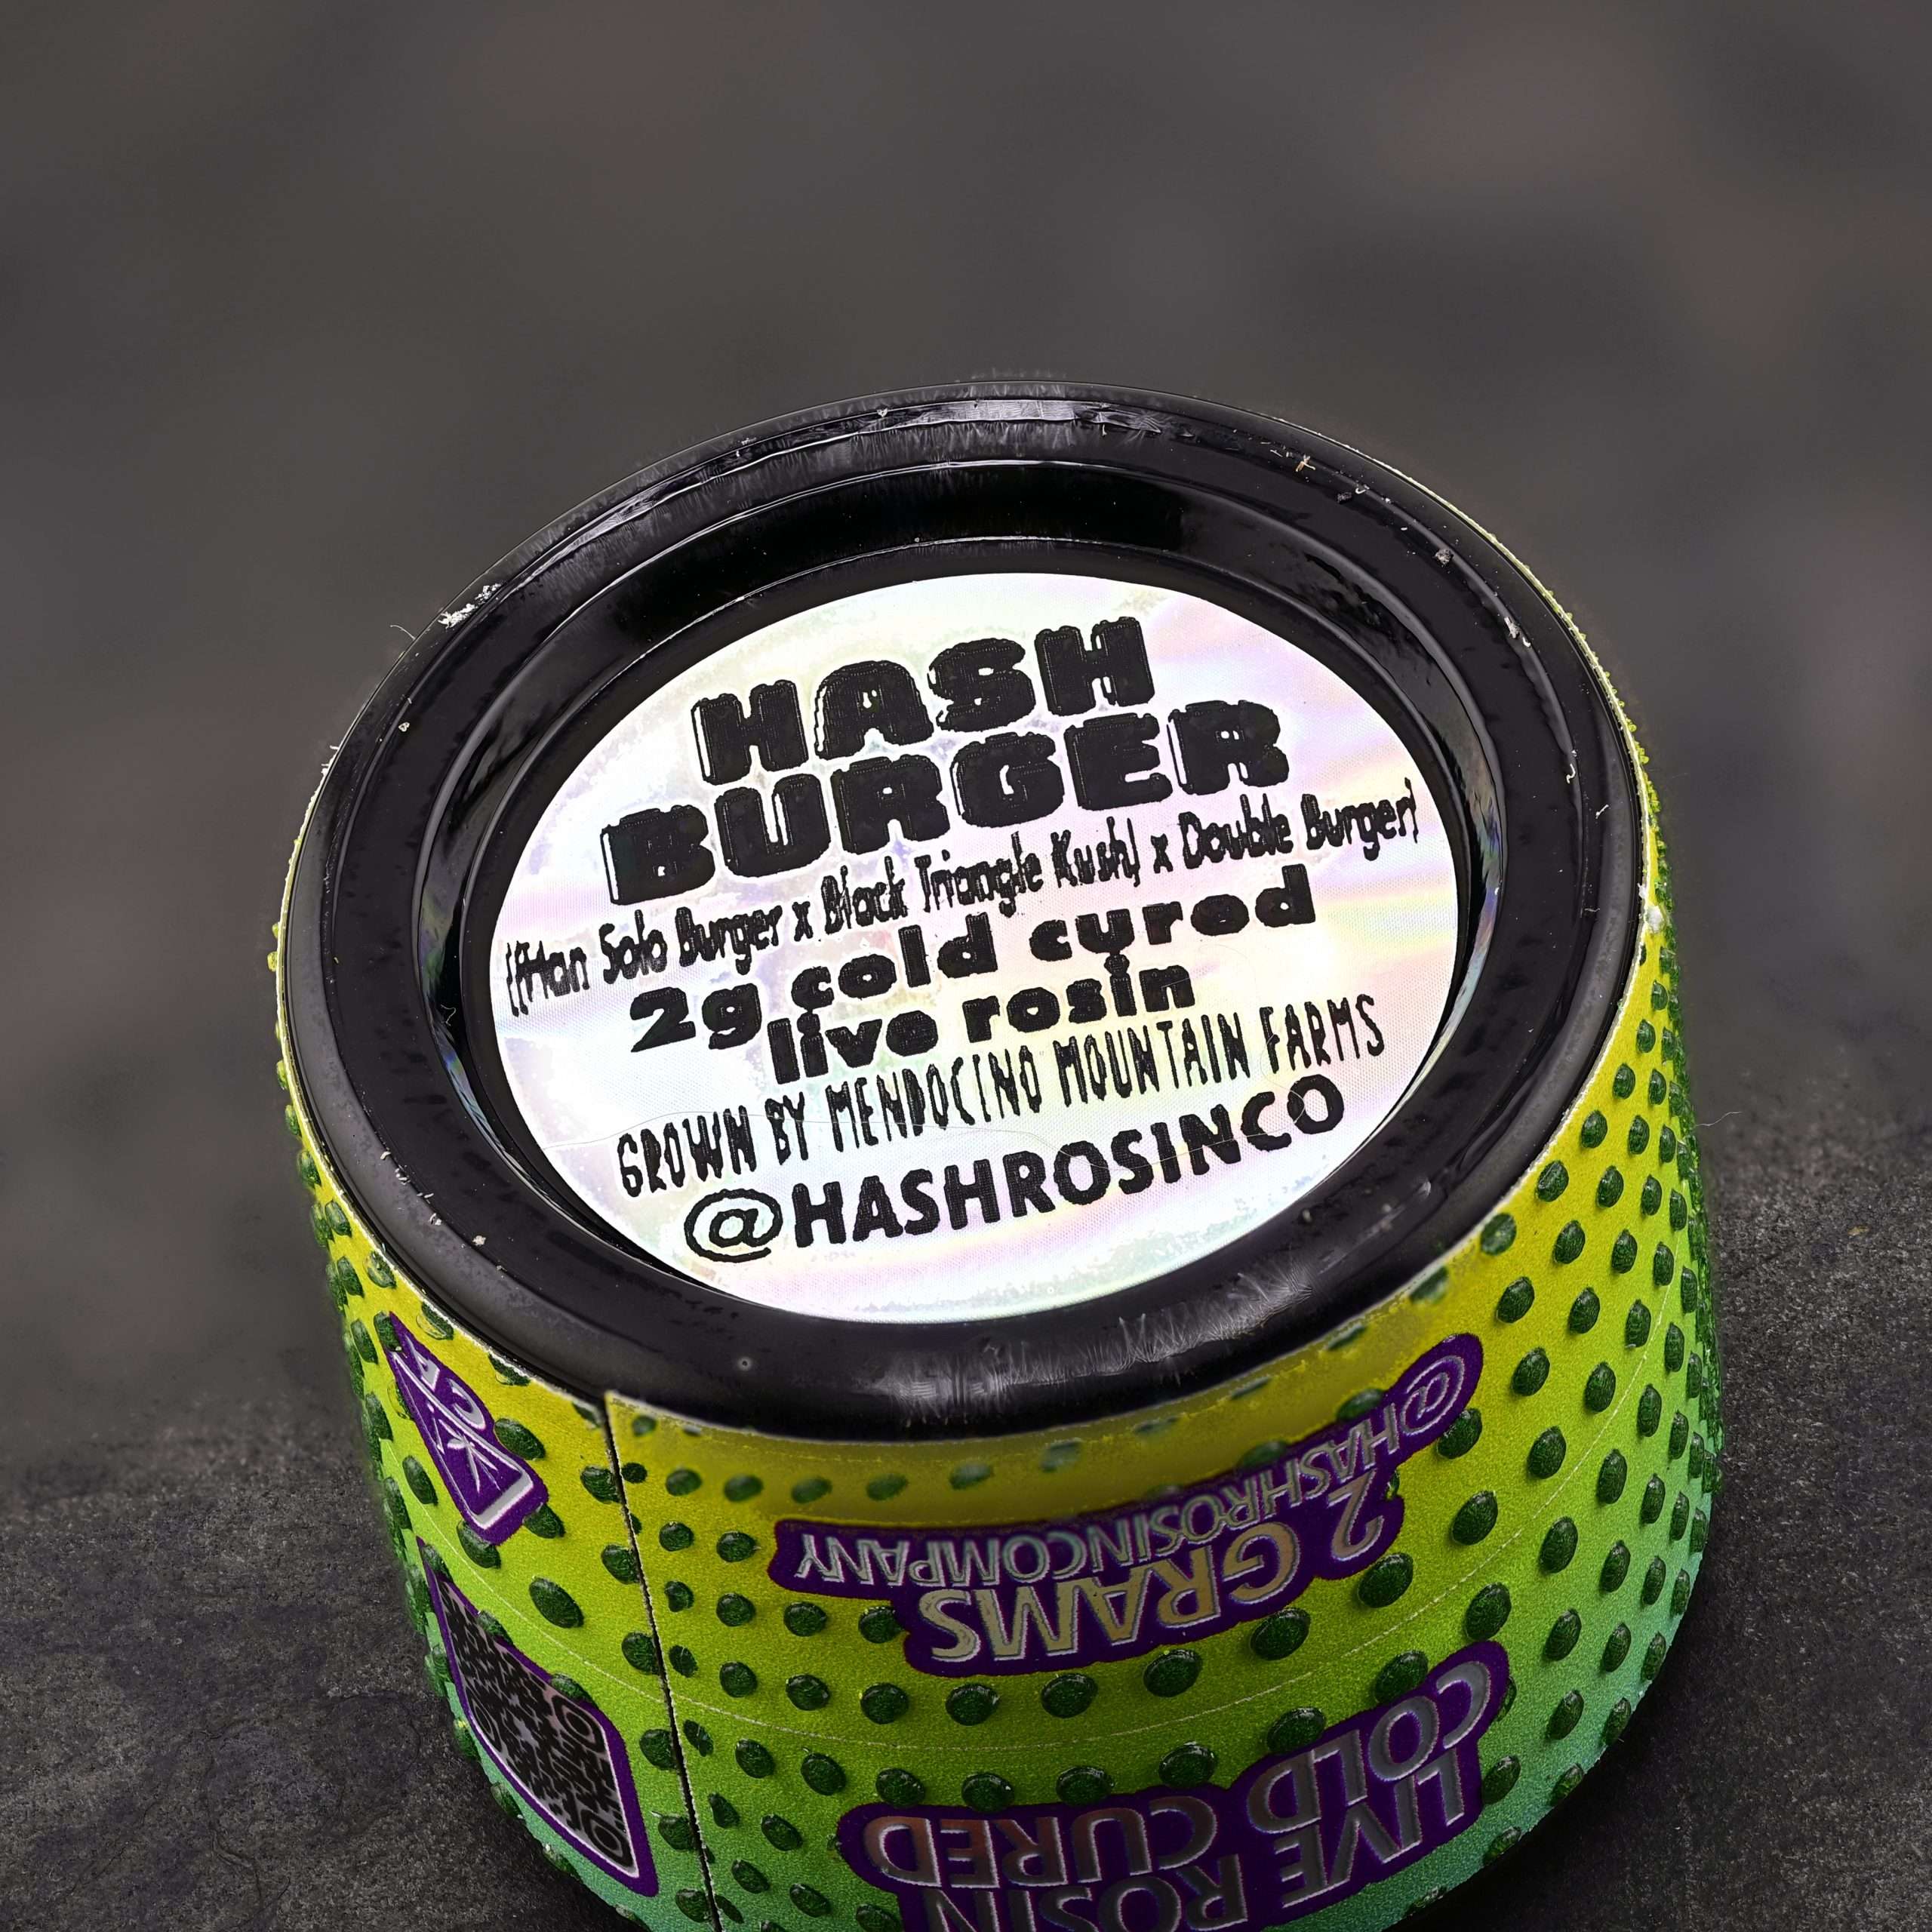 HASH
BURGER
((Han Solo Burger x Black Triangle Kush) x Double Burger)
2g cold cured
live rosin
GROWN BY MENDOCINO MOUNTAIN FARMS
@HASHROSINCO
LIVE ROSIN
COLD CURED
2 GRAMS
@HASHROSINCOMPANY